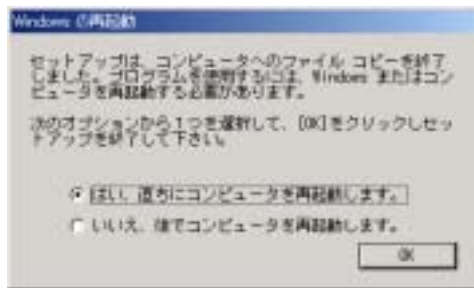 Windows の再起動
セットアップは、コンピュータへのファイル コピーを終了
しました。プログラムを使用するには、Windows またはコン
ピュータを再起動する必要があります。
次のオプションから1つを選択して、[OK]をクリックしセッ
トアップを終了して下さい。
はい、直ちにコンピュータを再起動します。
いいえ、後でコンピュータを再起動します。
OK